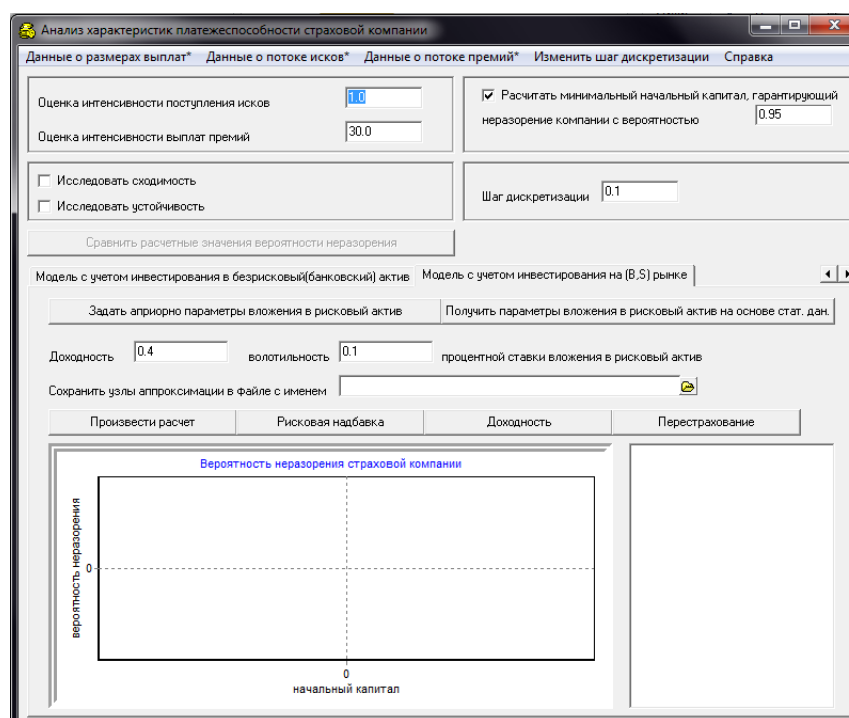 Анализ характеристик платежеспособности страховой компании
Данные о размерах выплат* Данные о потоке исков* Данные о потоке премий* Изменить шаг дискретизации Справка
Оценка интенсивности поступления исков 1.0
Оценка интенсивности выплат премий 30.0
Расчитать минимальный начальный капитал, гарантирующий
неразорение компании с вероятностью 0.95
Исследовать сходимость
Исследовать устойчивость
Шаг дискретизации 0.1
Сравнить расчетные значения вероятности неразорения
Модель с учетом инвестирования в безрисковый(банковский) актив Модель с учетом инвестирования на (B,S) рынке
Задать априорно параметры вложения в рисковый актив Получить параметры вложения в рисковый актив на основе стат. дан.
Доходность 0.4 волотильность 0.1 процентной ставки вложения в рисковый актив
Сохранить узлы аппроксимации в файле с именем
Произвести расчет Рисковая надбавка Доходность Перестрахование
Вероятность неразорения страховой компании
вероятность неразорения
0
0
начальный капитал